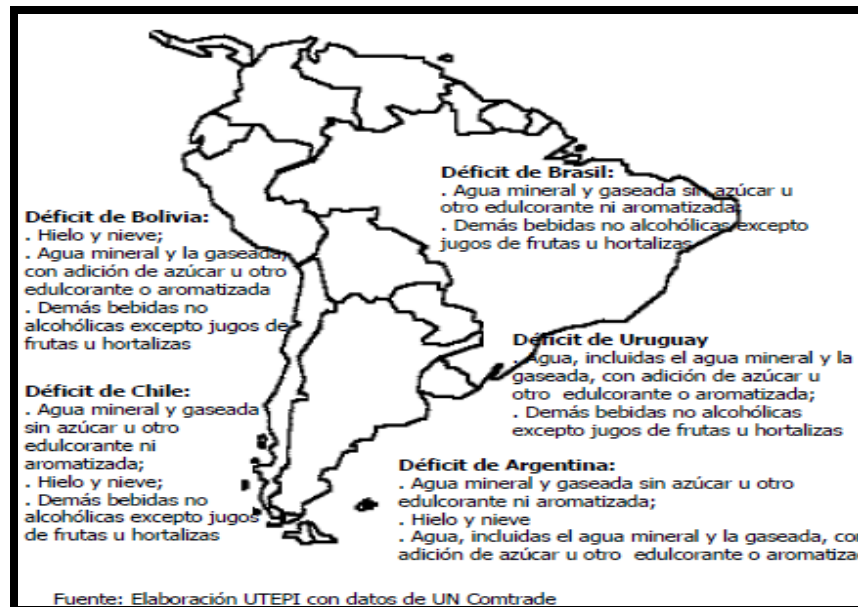 Déficit de Brasil:
. Agua mineral y gaseada sin azúcar u
otro edulcorante ni aromatizada;
. Demás bebidas no alcohólicas excepto
jugos de frutas u hortalizas
Déficit de Bolivia:
. Hielo y nieve;
. Agua mineral y la gaseada,
con adición de azúcar u otro
edulcorante o aromatizada
. Demás bebidas no
alcohólicas excepto jugos de
frutas u hortalizas
Déficit de Uruguay
. Agua, incluidas el agua mineral y la
gaseada, con adición de azúcar u
otro edulcorante o aromatizada;
. Demás bebidas no alcohólicas
excepto jugos de frutas u hortalizas
Déficit de Chile:
. Agua mineral y gaseada
sin azúcar u otro
edulcorante ni
aromatizada;
. Hielo y nieve;
. Demás bebidas no
alcohólicas excepto jugos
de frutas u hortalizas
Déficit de Argentina:
. Agua mineral y gaseada sin azúcar u otro
edulcorante ni aromatizada;
. Hielo y nieve
. Agua, incluidas el agua mineral y la gaseada,
adición de azúcar u otro edulcorante o
Fuente: Elaboración UTEPI con datos de UN Comtrade